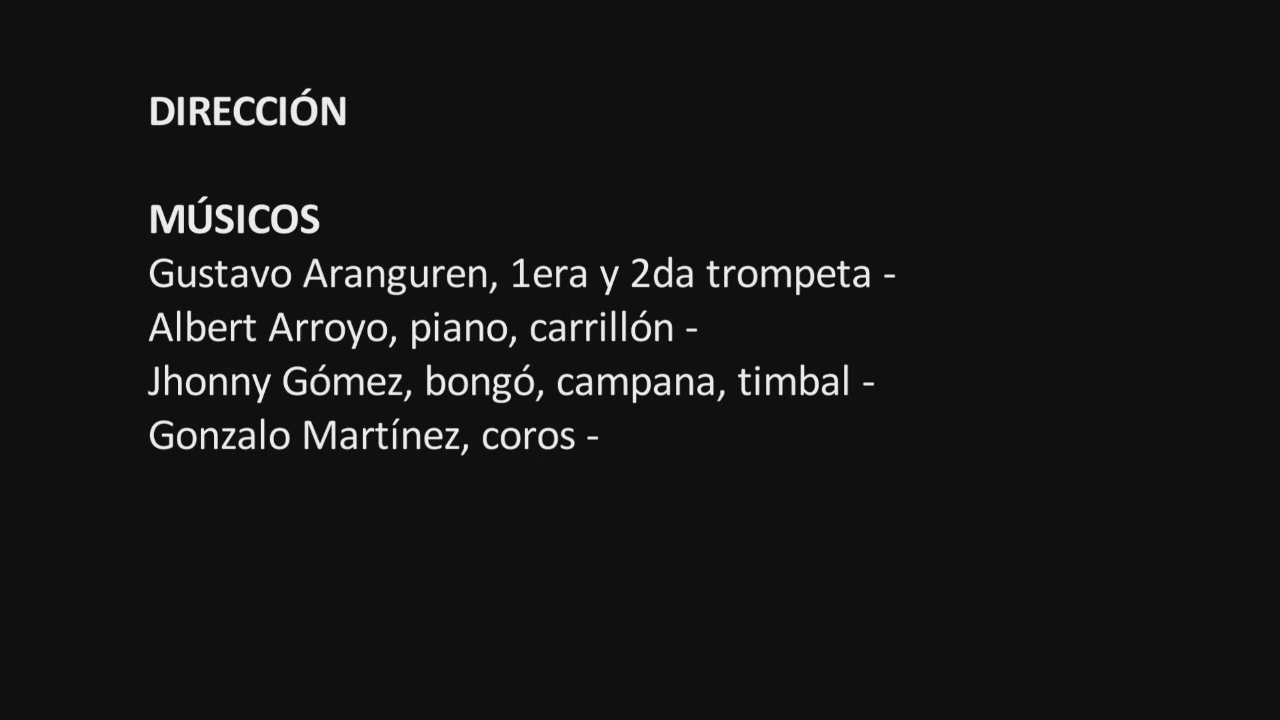 DIRECCIÓN
MÚSICOS
Gustavo Aranguren, 1era y 2da trompeta -
Albert Arroyo, piano, carrillón -
Jhonny Gómez, bongó, campana, timbal -
Gonzalo Martínez, coros -